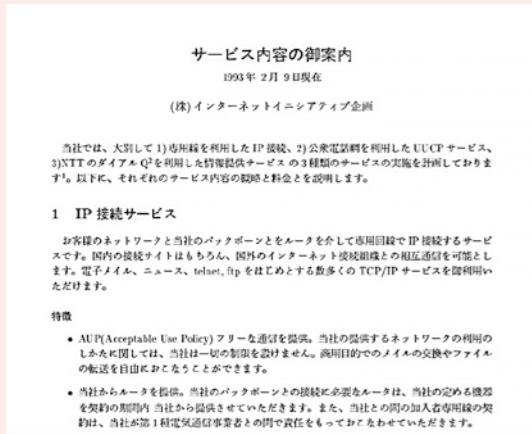 サービス内容の御案内
1993年 2月 9日現在
(株)インターネットイニシアティブ企画
当社では、大別して 1)専用線を利用した IP 接続、2)公衆電話網を利用した UUCP サービス、
3)NTT のダイアル Q²を利用した情報提供サービス の3種類のサービスの実施を計画しておりま
す¹。以下に、それぞれのサービス内容の概略と料金とを説明します。
1 IP 接続サービス
お客様のネットワークと当社のバックボーンとをルータを介して専用回線で IP 接続するサービ
スです。国内の接続サイトはもちろん、国外のインターネット接続組織との相互通信を可能とし
ます。電子メイル、ニュース、telnet, ftp をはじめとする数多くの TCP/IP サービスを御利用い
ただけます。
特徴
• AUP(Acceptable Use Policy) フリーな通信を提供。当社の提供するネットワークの利用の
しかたに関しては、当社は一切の制限を設けません。商用目的でのメイルの交換やファイル
の転送を自由におこなうことができます。
• 当社からルータを提供。当社のバックボーンとの接続に必要なルータは、当社の定める機器
を契約の期間内 当社から提供させていただきます。また、当社との間の加入者専用線の契
約は、当社が第1種電気通信事業者との間で責任をもっておこなわせていただきます。